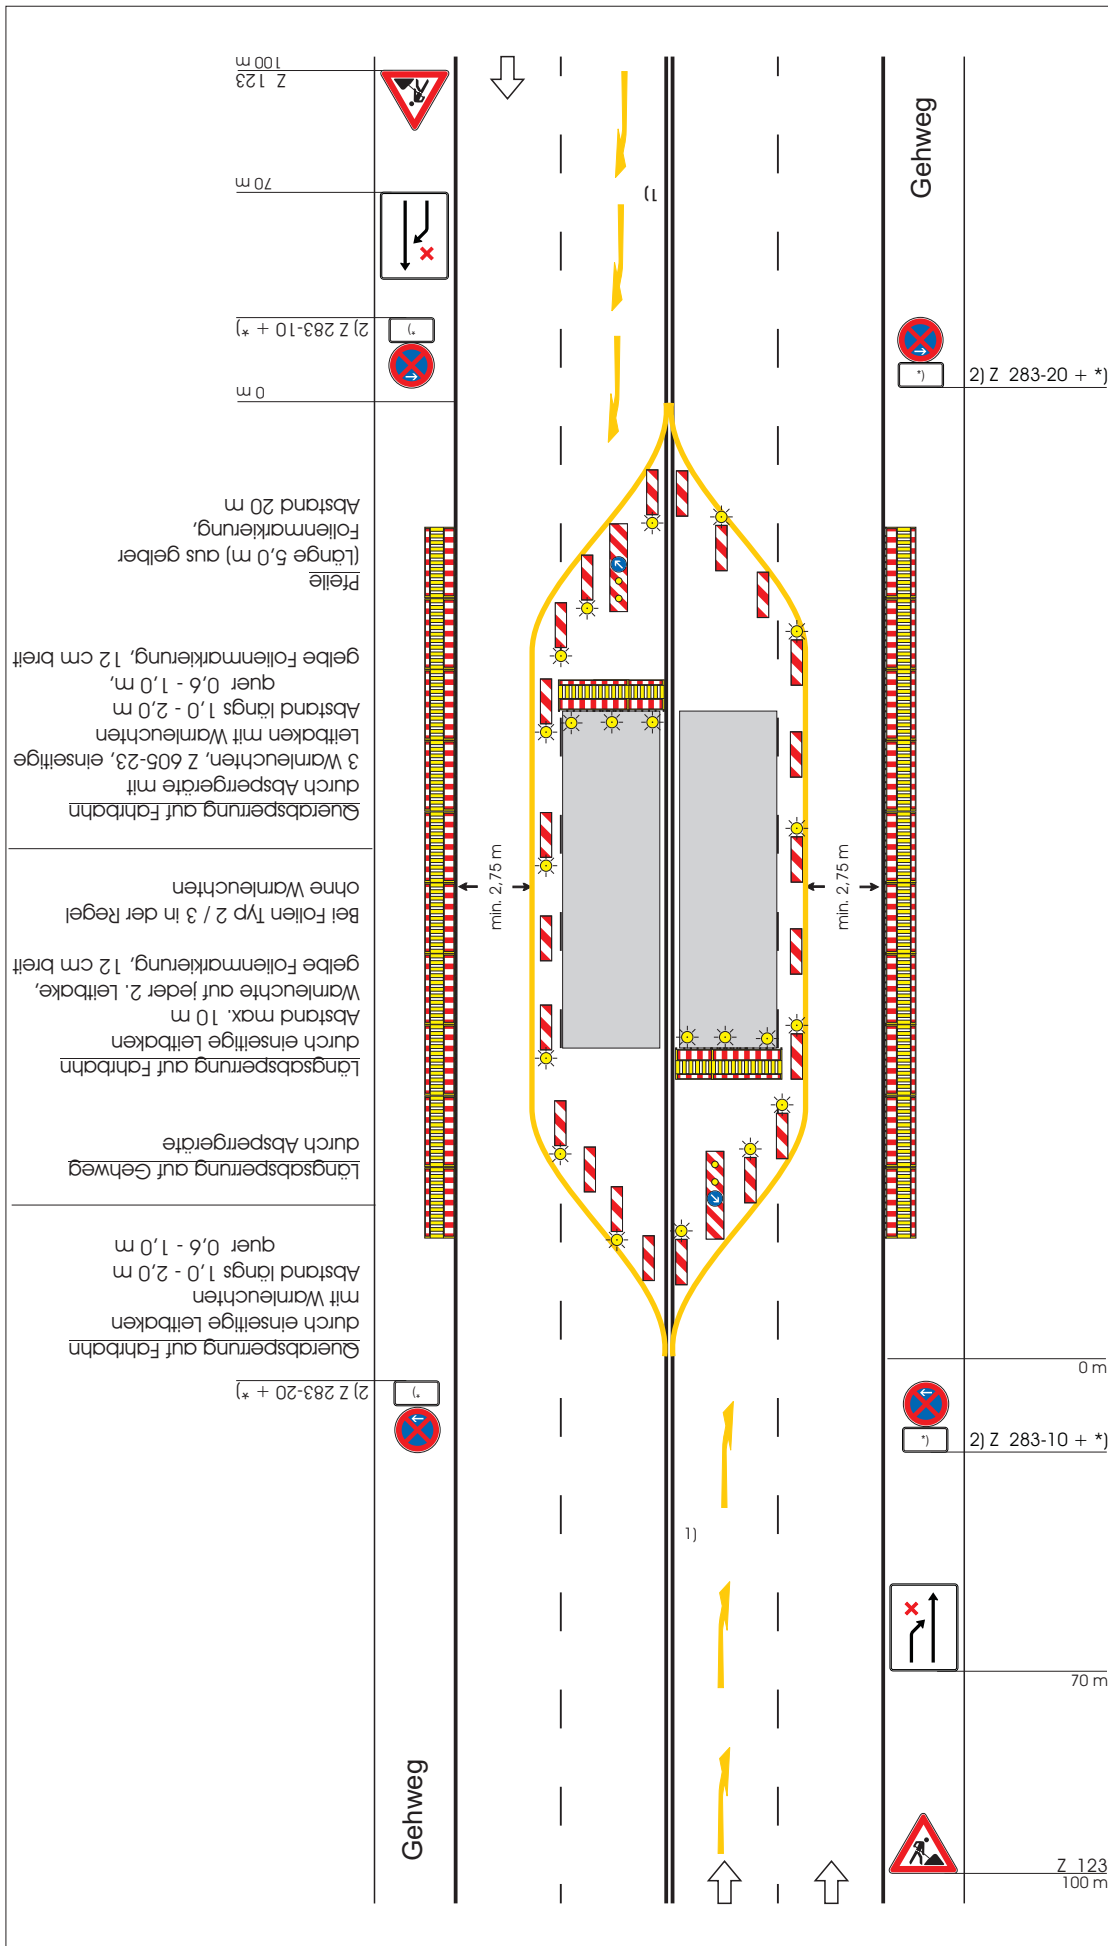 100 m
Z 123
70 m
1)
Gehweg
*)
2) Z 283-10 + *)
0 m
*)
2) Z 283-20 + *)
Pfeile
(Länge 5,0 m) aus gelber
Folienmarkierung,
Abstand 20 m
Querabsperrung auf Fahrbahn
durch Absperrgeräte mit
3 Warnleuchten, Z 605-23, einseitige
Leitbaken mit Warnleuchten
Abstand längs 1,0 - 2,0 m
quer 0,6 - 1,0 m,
gelbe Folienmarkierung, 12 cm breit
min. 2,75 m
min. 2,75 m
Längsabsperrung auf Fahrbahn
durch einseitige Leitbaken
Abstand max. 10 m
Warnleuchte auf jeder 2. Leitbake,
gelbe Folienmarkierung, 12 cm breit
Bei Folien Typ 2 / 3 in der Regel
ohne Warnleuchten
Längsabsperrung auf Gehweg
durch Absperrgeräte
Querabsperrung auf Fahrbahn
durch einseitige Leitbaken
mit Warnleuchten
Abstand längs 1,0 - 2,0 m
quer 0,6 - 1,0 m
*)
2) Z 283-20 + *)
0 m
*)
2) Z 283-10 + *)
1)
70 m
Gehweg
Z 123
100 m